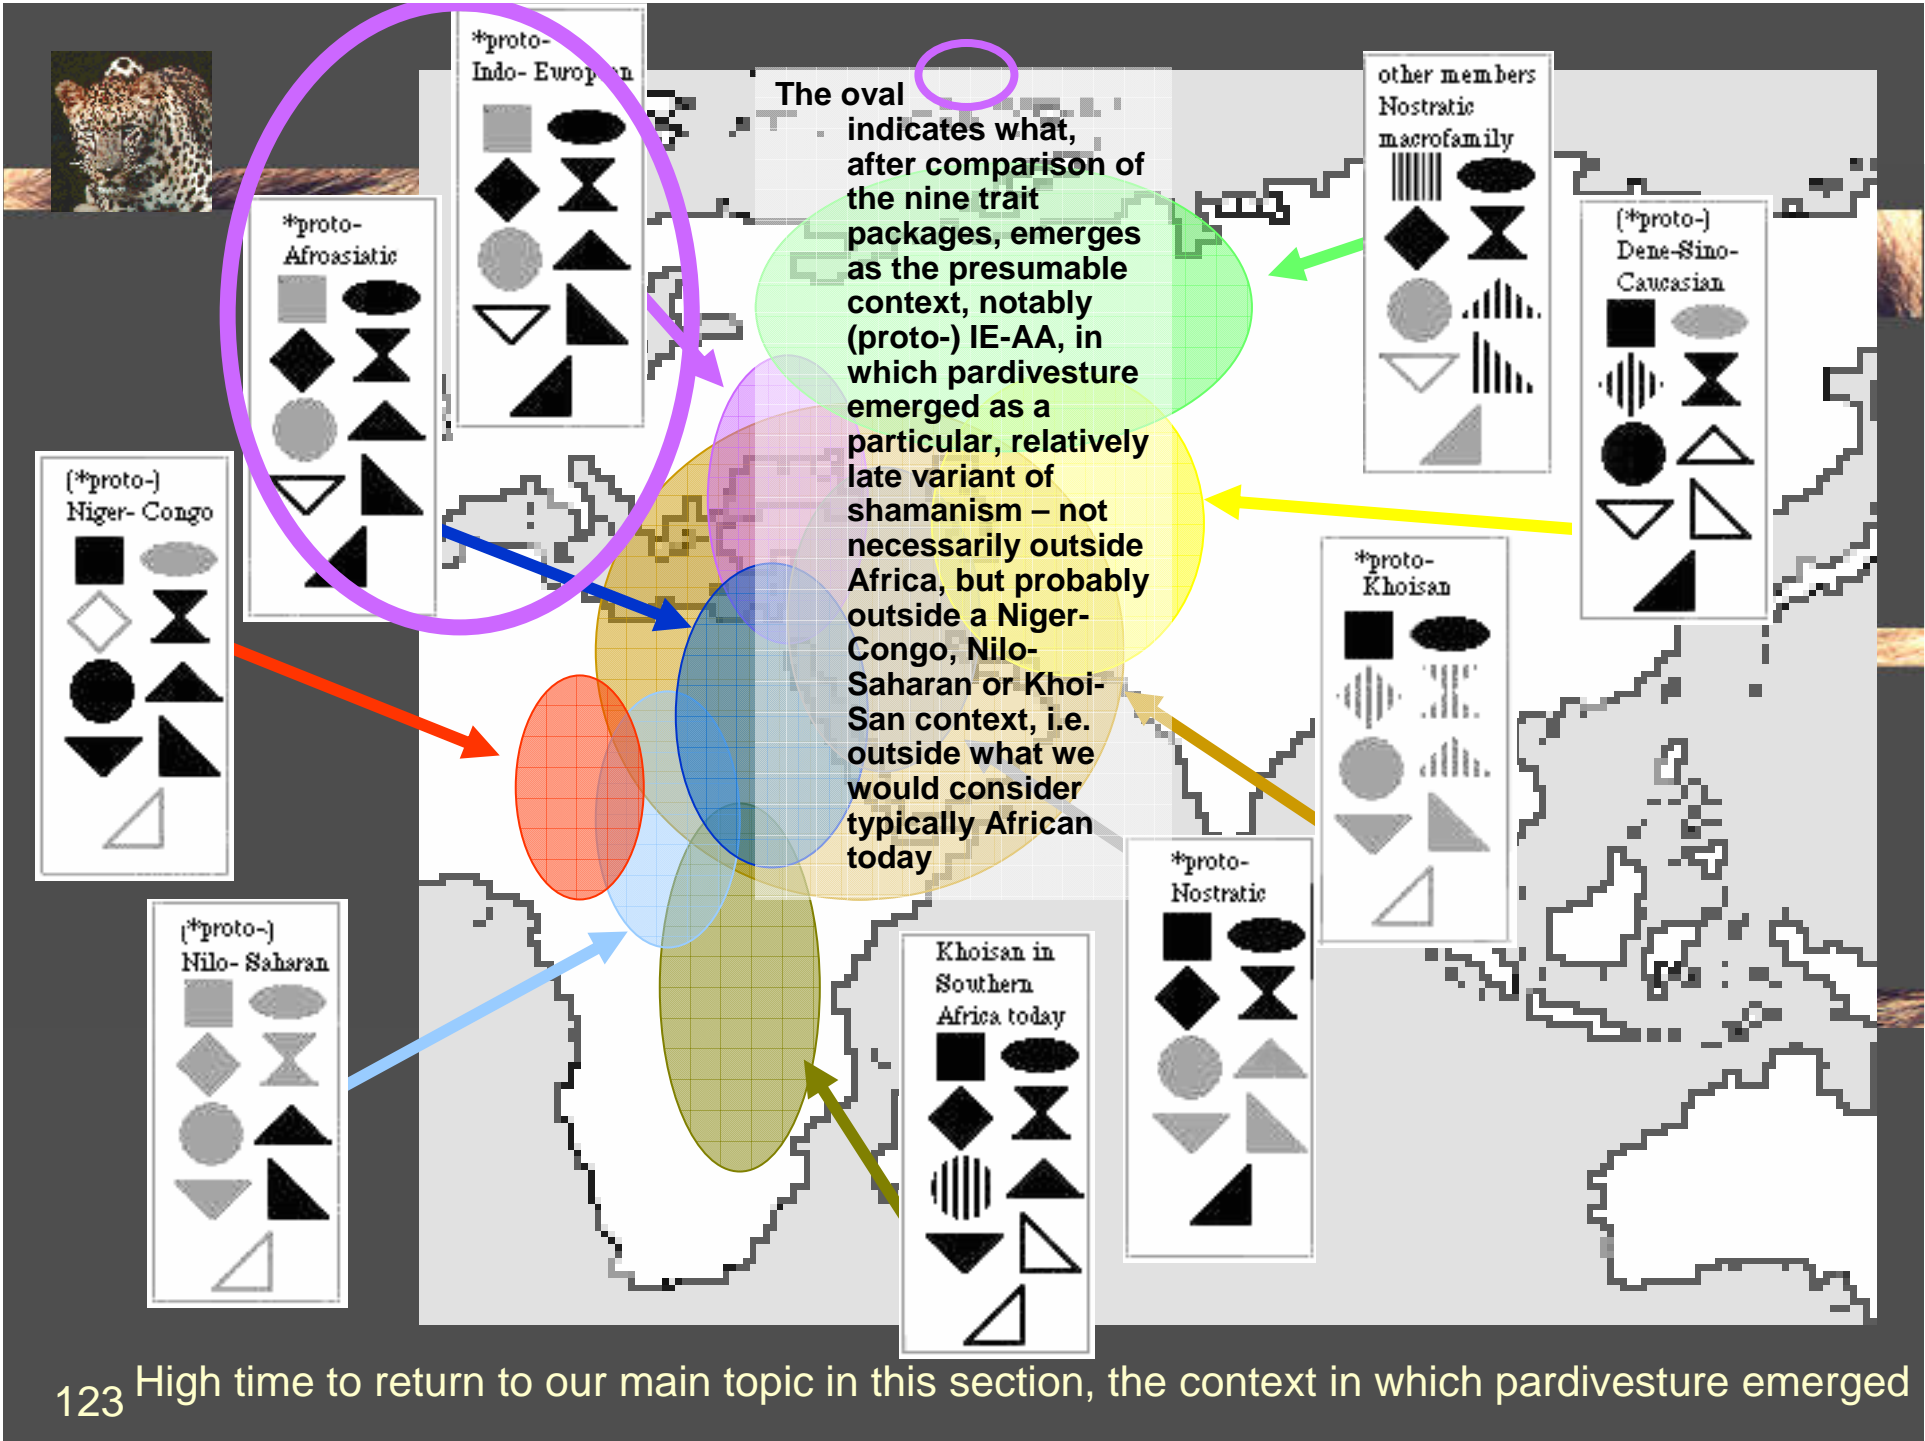 *proto-
Indo- European
*proto-
Afroasiatic
(*proto-)
Niger- Congo
(*proto-)
Nilo- Saharan
The oval
indicates what,
after comparison of
the nine trait
packages, emerges
as the presumable
context, notably
(proto-) IE-AA, in
which pardivesture
emerged as a
particular, relatively
late variant of
shamanism – not
necessarily outside
Africa, but probably
outside a Niger-
Congo, Nilo-
Saharan or Khoi-
San context, i.e.
outside what we
would consider
typically African
today
other members
Nostratic
macrofamily
(*proto-)
Dene-Sino-
Caucasian
*proto-
Khoisan
*proto-
Nostratic
Khoisan in
Southern
Africa today
123 High time to return to our main topic in this section, the context in which pardivesture emerged